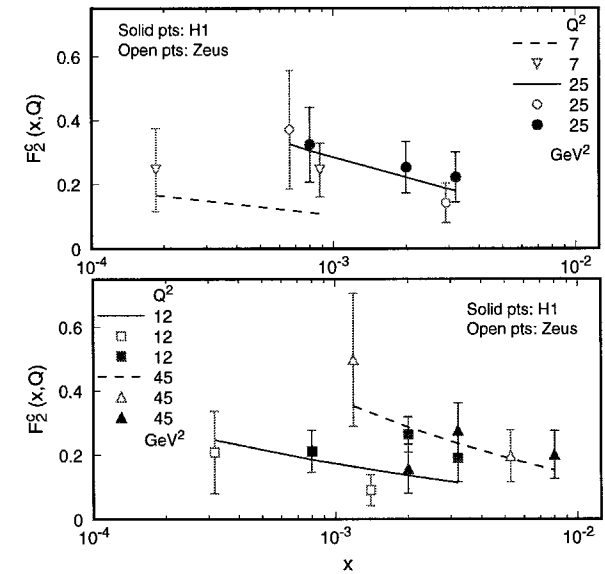 Solid pts: H1
Open pts: Zeus
Q²
7
7
25
25
25
GeV²
F₂ᶜ (x,Q)
0.6
0.4
0.2
0
10⁻⁴
10⁻³
10⁻²
Q²
12
12
12
45
45
45
GeV²
Solid pts: H1
Open pts: Zeus
F₂ᶜ (x,Q)
0.6
0.4
0.2
0
10⁻⁴
10⁻³
10⁻²
x